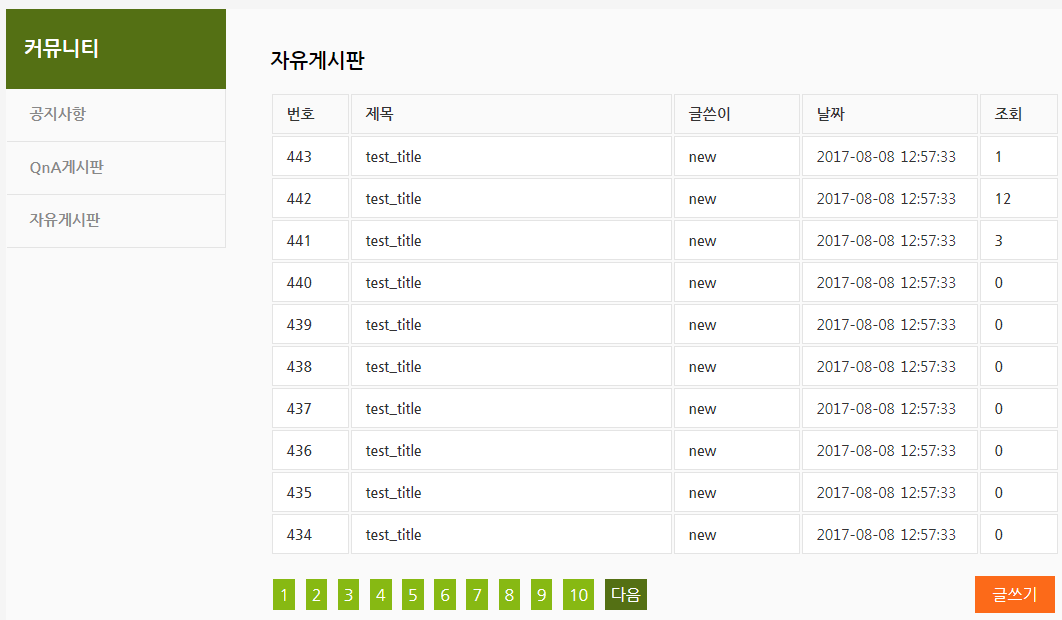 커뮤니티
공지사항
QnA게시판
자유게시판
자유게시판
번호 제목 글쓴이 날짜 조회
443 test_title new 2017-08-08 12:57:33 1
442 test_title new 2017-08-08 12:57:33 12
441 test_title new 2017-08-08 12:57:33 3
440 test_title new 2017-08-08 12:57:33 0
439 test_title new 2017-08-08 12:57:33 0
438 test_title new 2017-08-08 12:57:33 0
437 test_title new 2017-08-08 12:57:33 0
436 test_title new 2017-08-08 12:57:33 0
435 test_title new 2017-08-08 12:57:33 0
434 test_title new 2017-08-08 12:57:33 0
1 2 3 4 5 6 7 8 9 10 다음 글쓰기